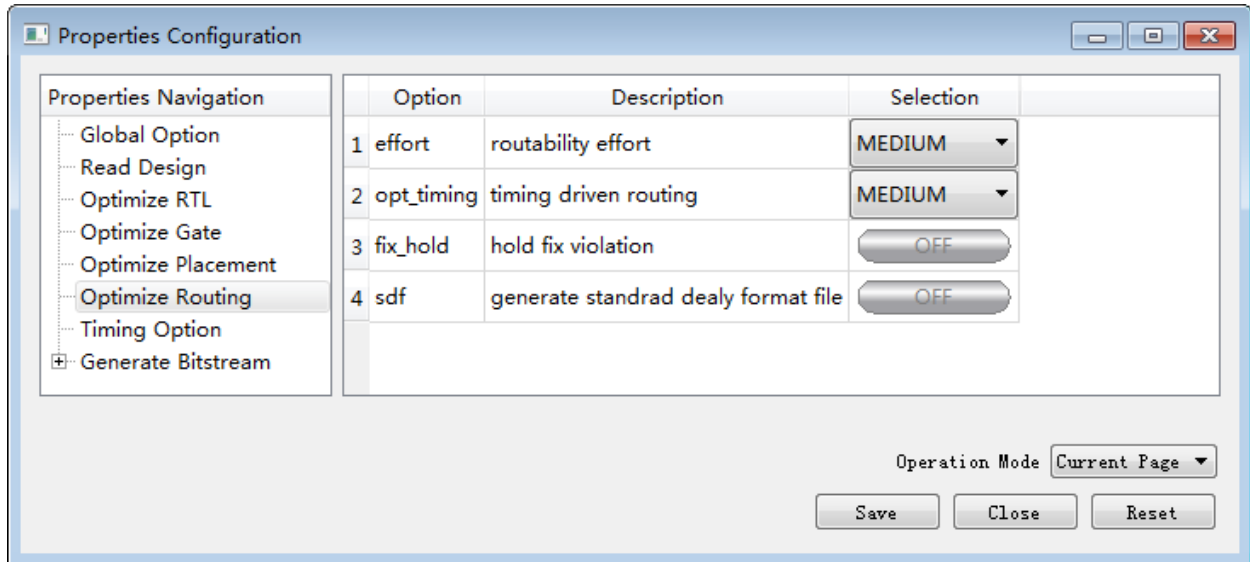 Properties Configuration
Properties Navigation
Global Option
Read Design
Optimize RTL
Optimize Gate
Optimize Placement
Optimize Routing
Timing Option
Generate Bitstream
Option Description Selection
1 effort routability effort MEDIUM
2 opt_timing timing driven routing MEDIUM
3 fix_hold hold fix violation OFF
4 sdf generate standrad dealy format file OFF
Operation Mode Current Page
Save Close Reset